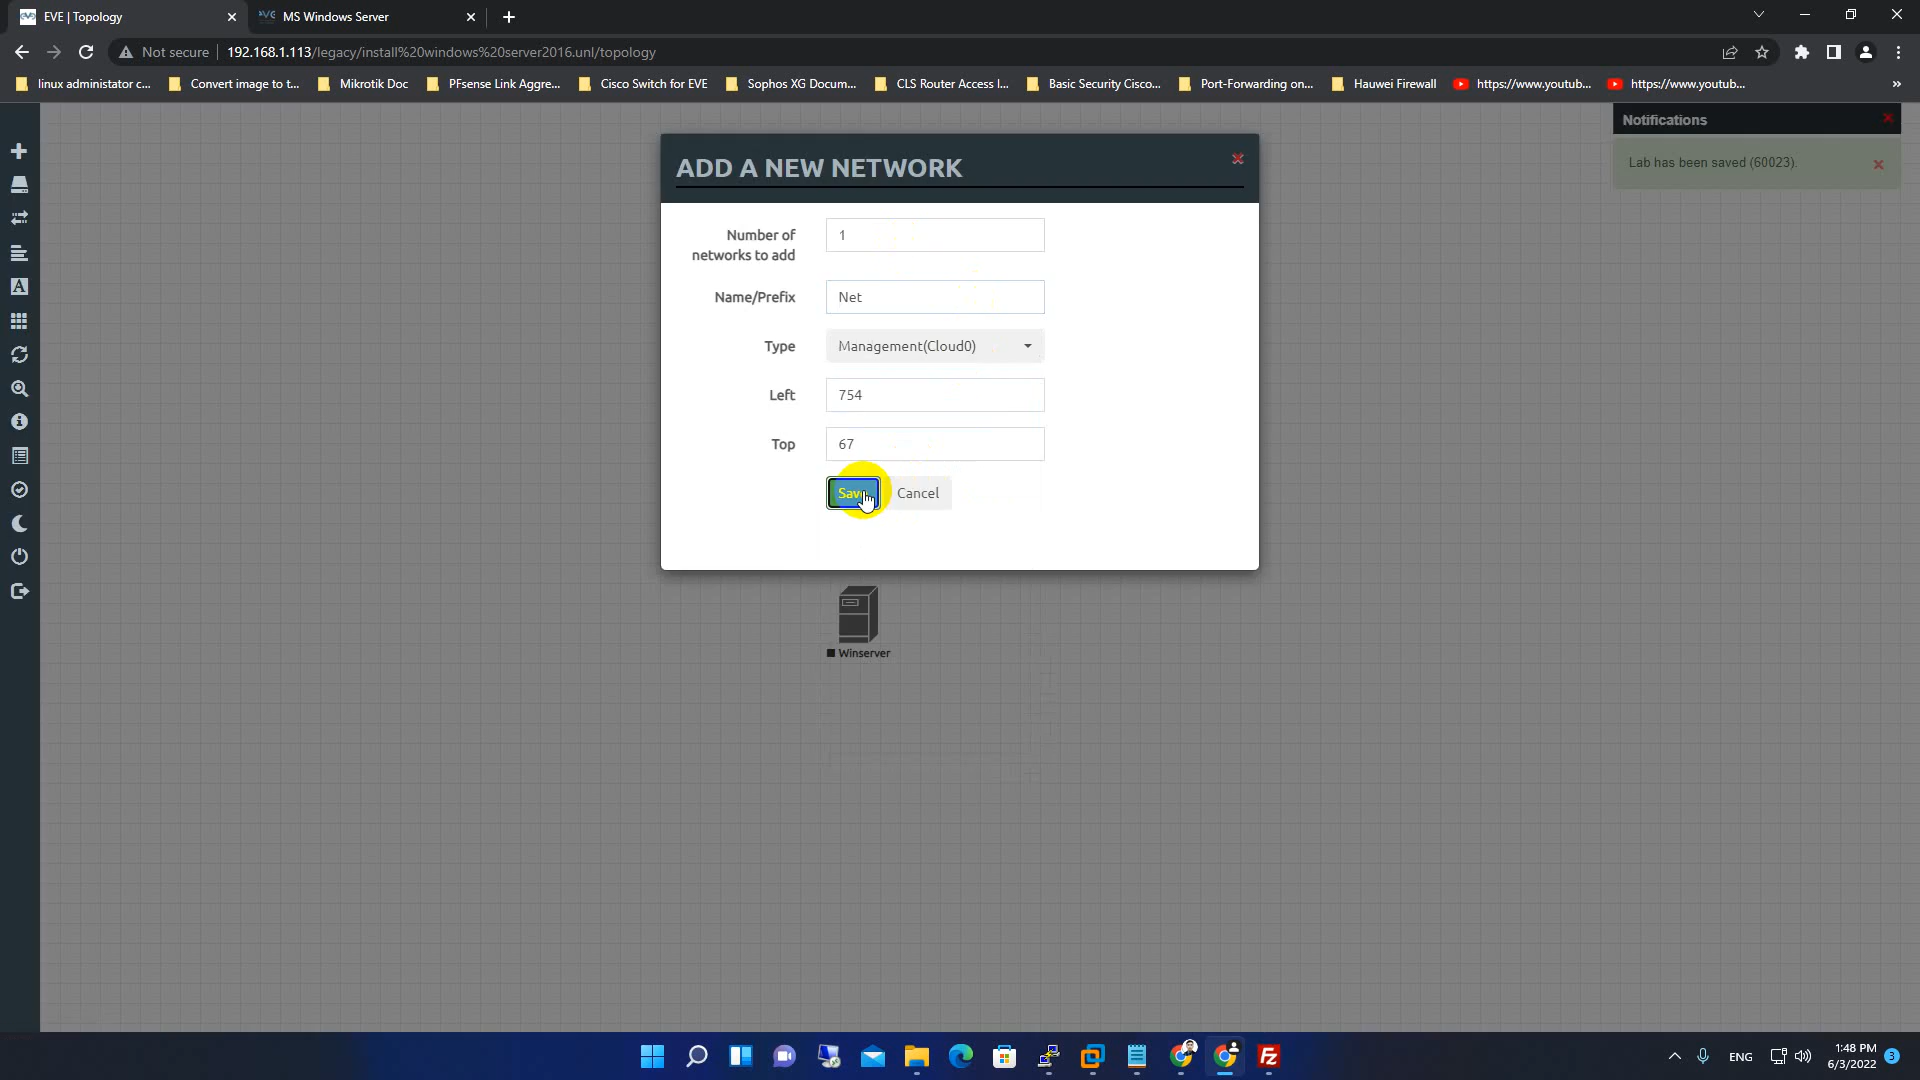 EVE | Topology
MS Windows Server
Not secure
192.168.1.113/legacy/install%20windows%20server2016.unl/topology
linux administator c...
Convert image to t...
Mikrotik Doc
PFsense Link Aggre...
Cisco Switch for EVE
Sophos XG Docum...
CLS Router Access l...
Basic Security Cisco...
Port-Forwarding on...
Hauwei Firewall
https://www.youtub...
https://www.youtub...
»
Notifications
Lab has been saved (60023).
ADD A NEW NETWORK
Number of
networks to add
1
Name/Prefix
Net
Type
Management(Cloud0)
Left
754
Top
67
Save
Cancel
Winserver
ENG
1:48 PM
6/3/2022
3